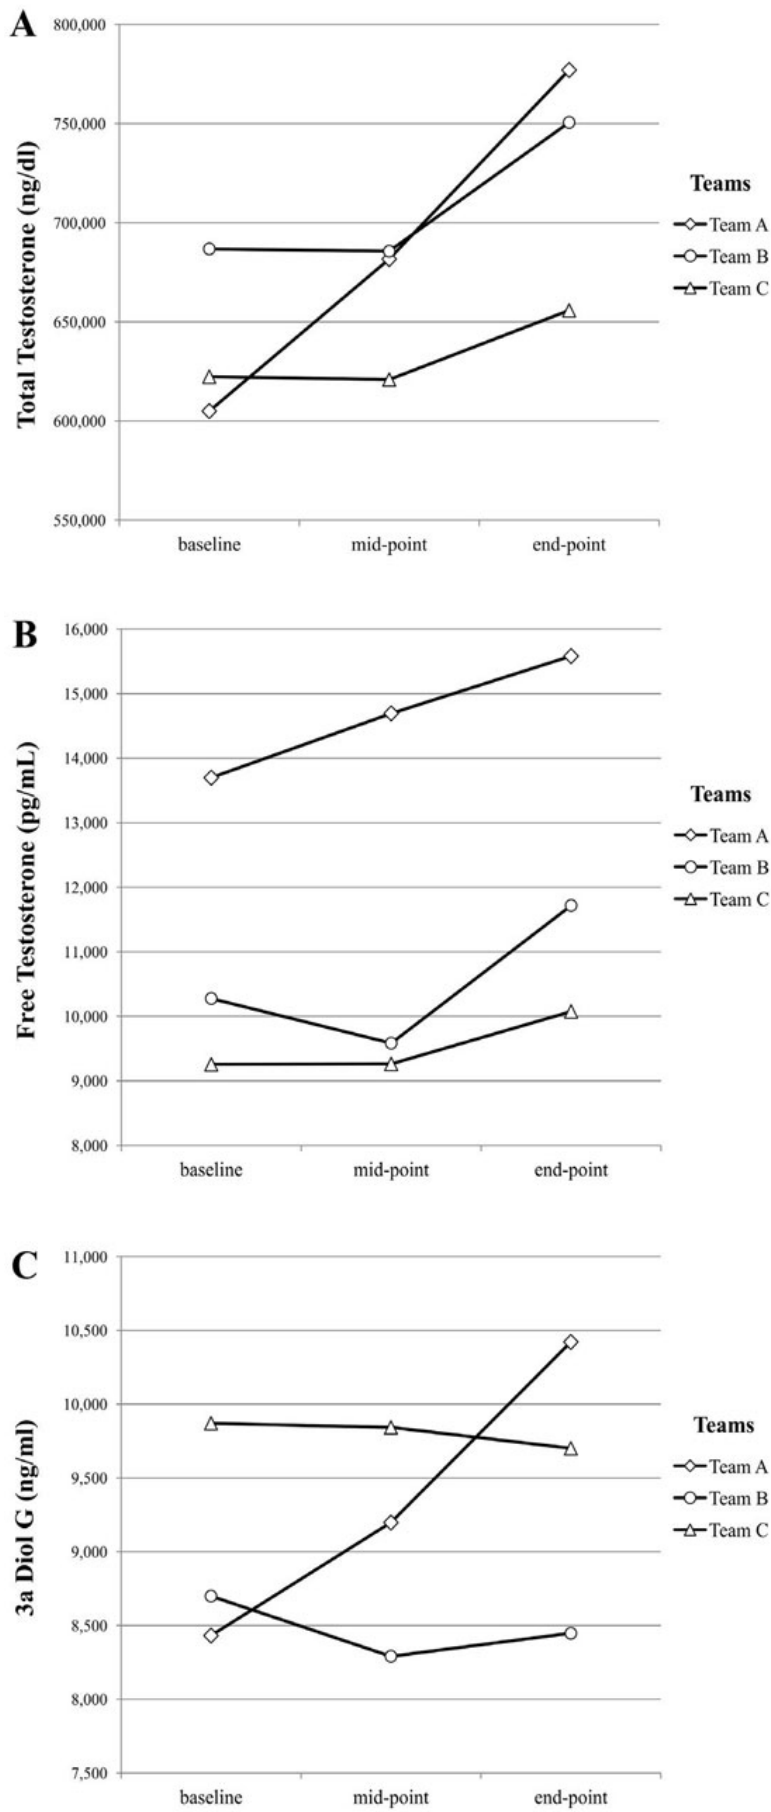 A
Total Testosterone (ng/dl)
800,000
750,000
700,000
650,000
600,000
550,000
baseline
mid-point
end-point
Teams
Team A
Team B
Team C
B
Free Testosterone (pg/mL)
16,000
15,000
14,000
13,000
12,000
11,000
10,000
9,000
8,000
baseline
mid-point
end-point
Teams
Team A
Team B
Team C
C
3a Diol G (ng/ml)
11,000
10,500
10,000
9,500
9,000
8,500
8,000
7,500
baseline
mid-point
end-point
Teams
Team A
Team B
Team C